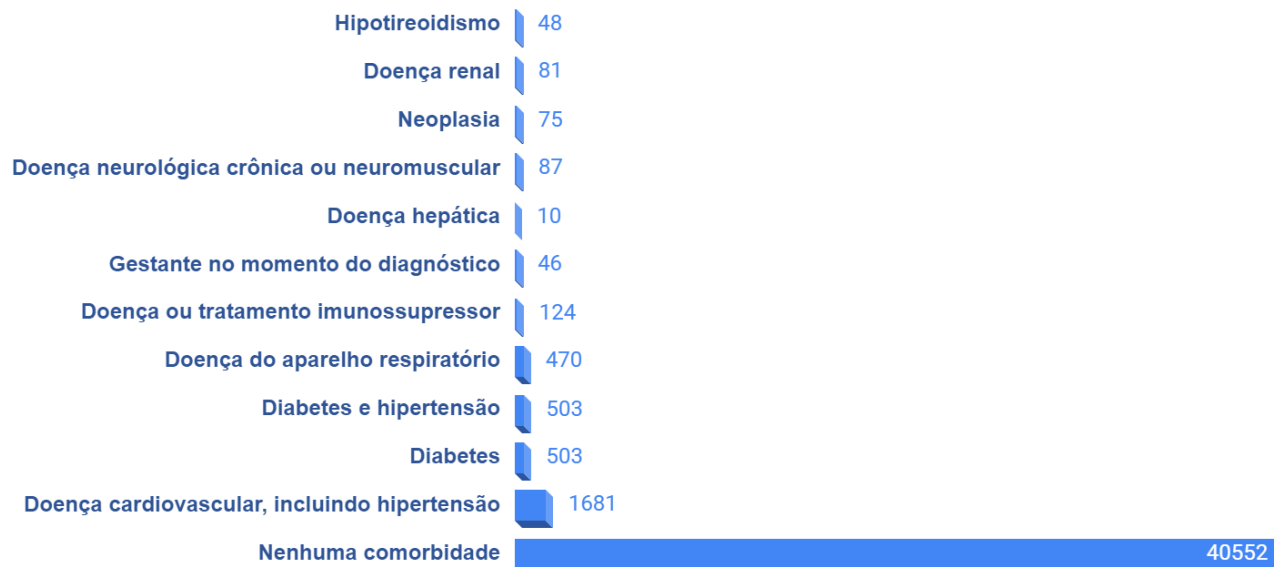 Hipotireoidismo 48
Doença renal 81
Neoplasia 75
Doença neurológica crônica ou neuromuscular 87
Doença hepática 10
Gestante no momento do diagnóstico 46
Doença ou tratamento imunossupressor 124
Doença do aparelho respiratório 470
Diabetes e hipertensão 503
Diabetes 503
Doença cardiovascular, incluindo hipertensão 1681
Nenhuma comorbidade 40552